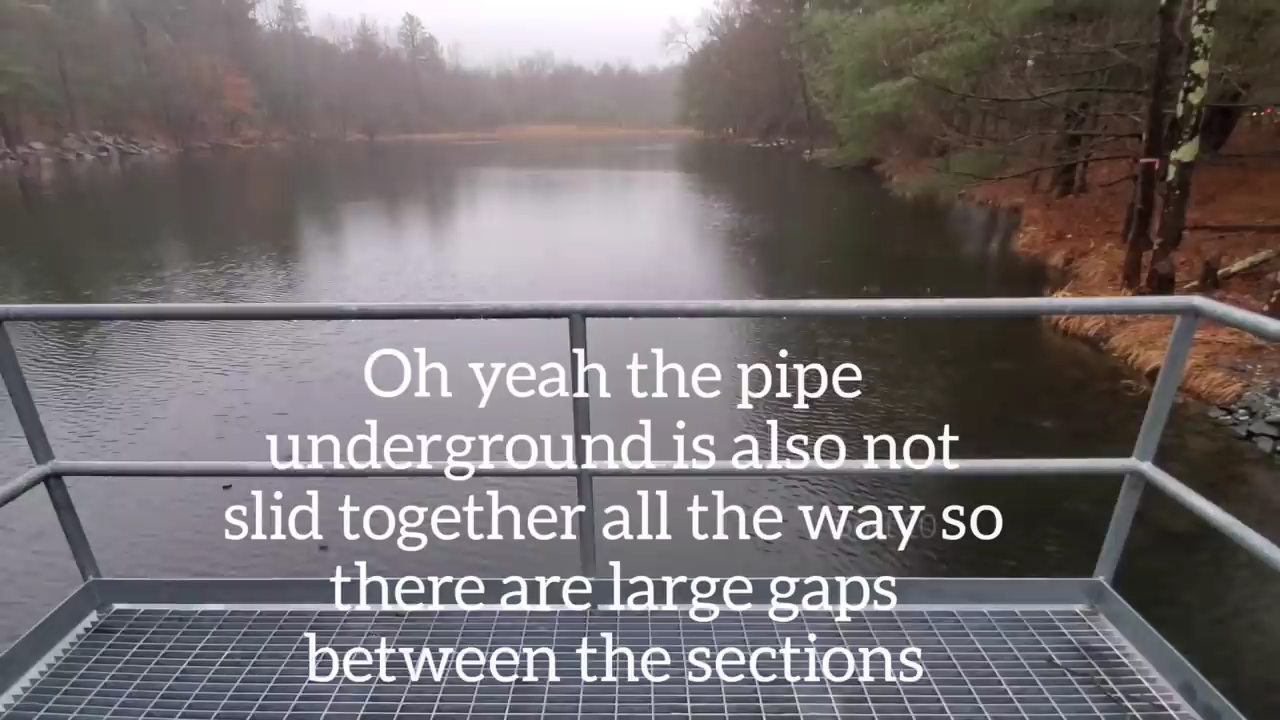 Oh yeah the pipe
underground is also not
slid together all the way so
there are large gaps
between the sections